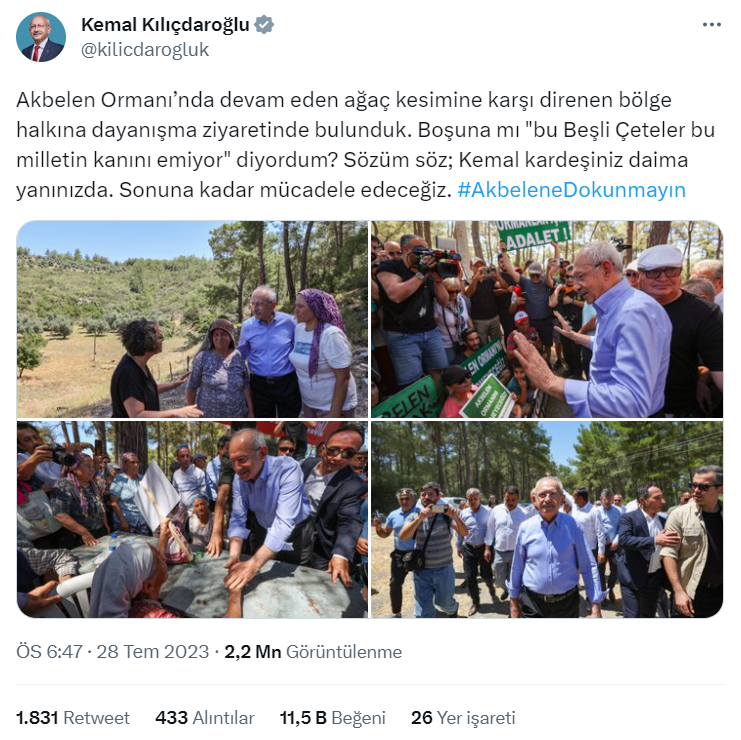 Kemal Kılıçdaroğlu
@kilicdarogluk
Akbelen Ormanı’nda devam eden ağaç kesimine karşı direnen bölge
halkına dayanışma ziyaretinde bulunduk. Boşuna mı "bu Beşli Çeteler bu
milletin kanını emiyor" diyordum? Sözüm söz; Kemal kardeşiniz daima
yanınızda. Sonuna kadar mücadele edeceğiz. #AkbeleneDokunmayın
ADALET !
AKBELEN
ÖS 6:47 · 28 Tem 2023 · 2,2 Mn Görüntülenme
1.831 Retweet 433 Alıntılar 11,5 B Beğeni 26 Yer işareti